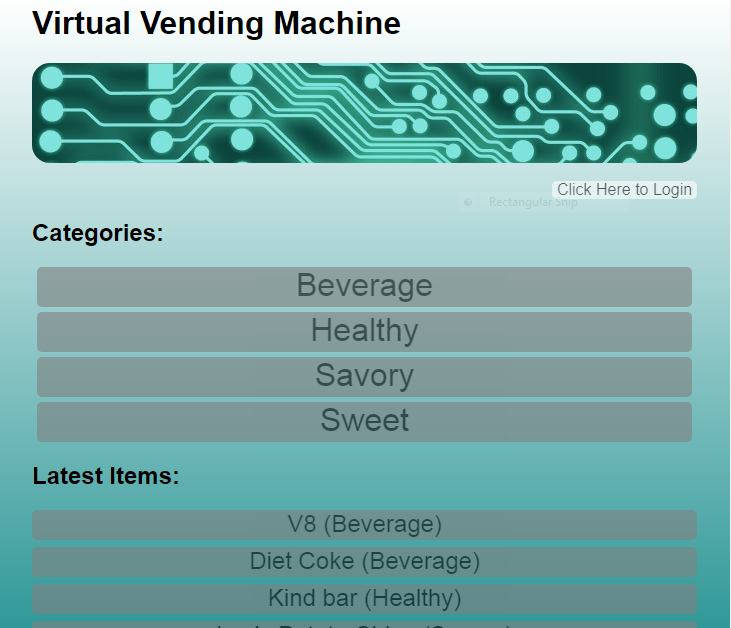 Virtual Vending Machine
Click Here to Login
Rectangular Snip
Categories:
Beverage
Healthy
Savory
Sweet
Latest Items:
V8 (Beverage)
Diet Coke (Beverage)
Kind bar (Healthy)